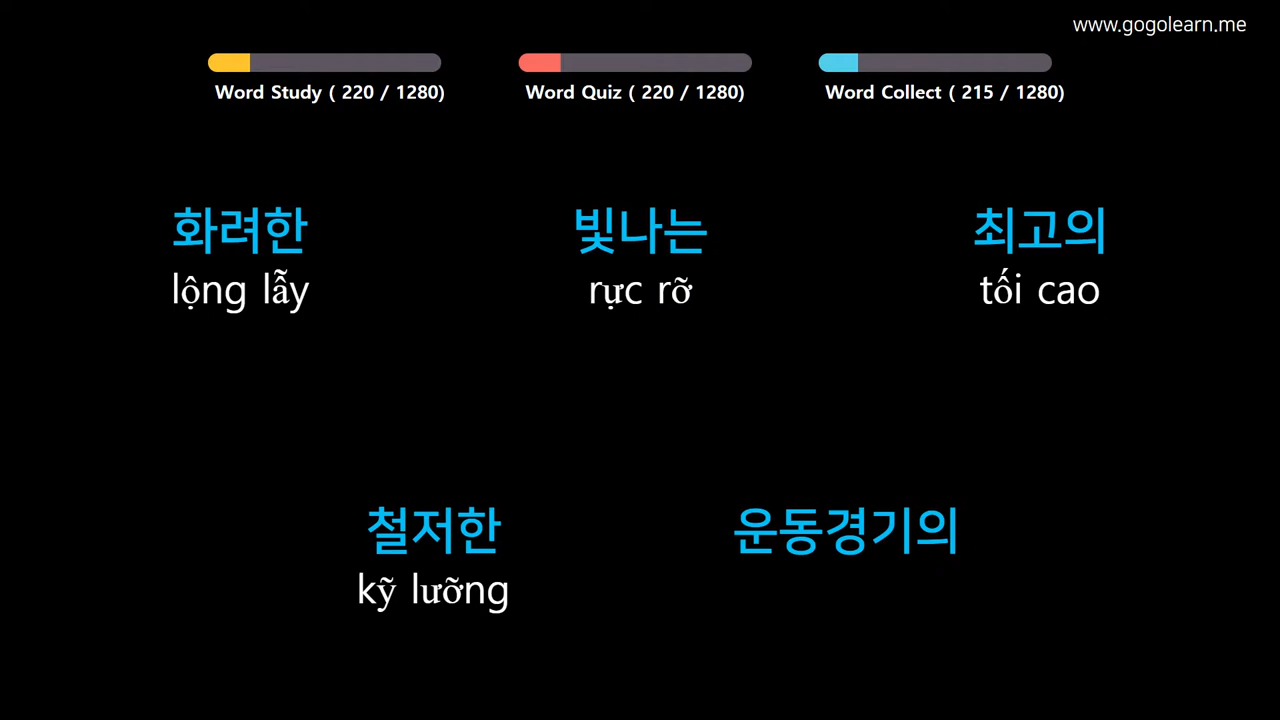 www.gogolearn.me
Word Study ( 220 / 1280)
Word Quiz ( 220 / 1280)
Word Collect ( 215 / 1280)
화려한
lộng lẫy
빛나는
rực rỡ
최고의
tối cao
철저한
kỹ lưỡng
운동경기의